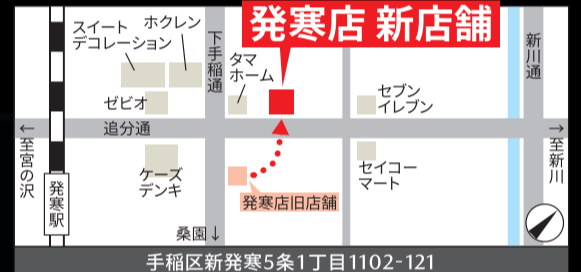 発寒店 新店舗
スイート
デコレーション
ホクレン
下手稲通
タマ
ホーム
新川通
ゼビオ
セブン
イレブン
←至宮の沢
追分通
→至新川
ケーズ
デンキ
セイコー
マート
発寒駅
発寒店旧店舗
桑園↓
手稲区新発寒5条1丁目1102-121